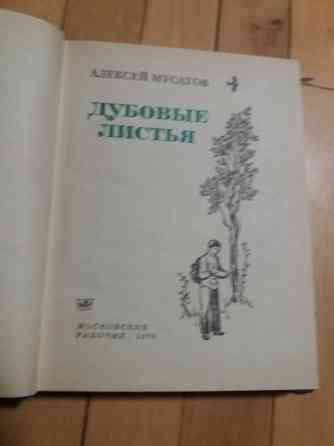 АЛЕКСЕЙ МУСАТОВ
ДУБОВЫЕ
ЛИСТЬЯ
МОСКОВСКИЙ
РАБОЧИЙ